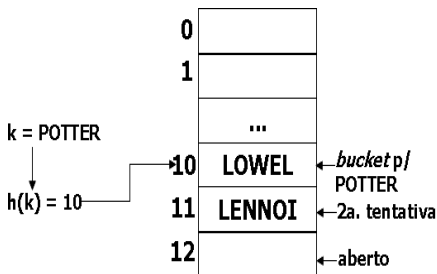 0
1
...
k = POTTER
h(k) = 10
10 LOWEL
bucket p/
POTTER
11 LENNOI
2a. tentativa
12
aberto